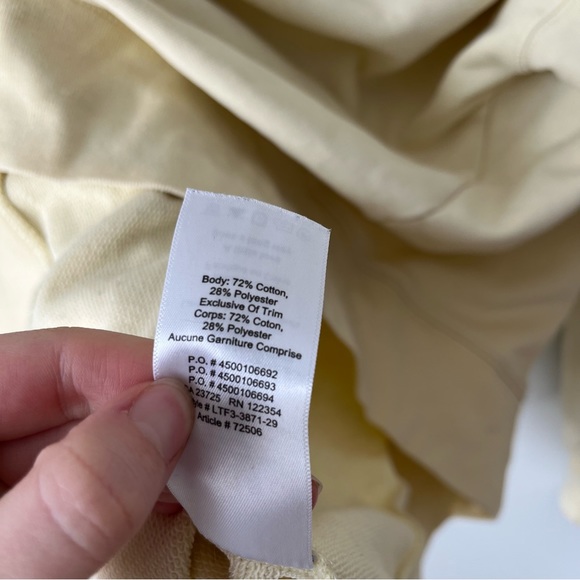 Body: 72% Cotton,
28% Polyester
Exclusive Of Trim
Corps: 72% Coton,
28% Polyester
Aucune Garniture Comprise
P.O. # 4500106692
P.O. # 4500106693
P.O. # 4500106694
23725 RN 122354
# LTF3-3871-29
Article # 72506